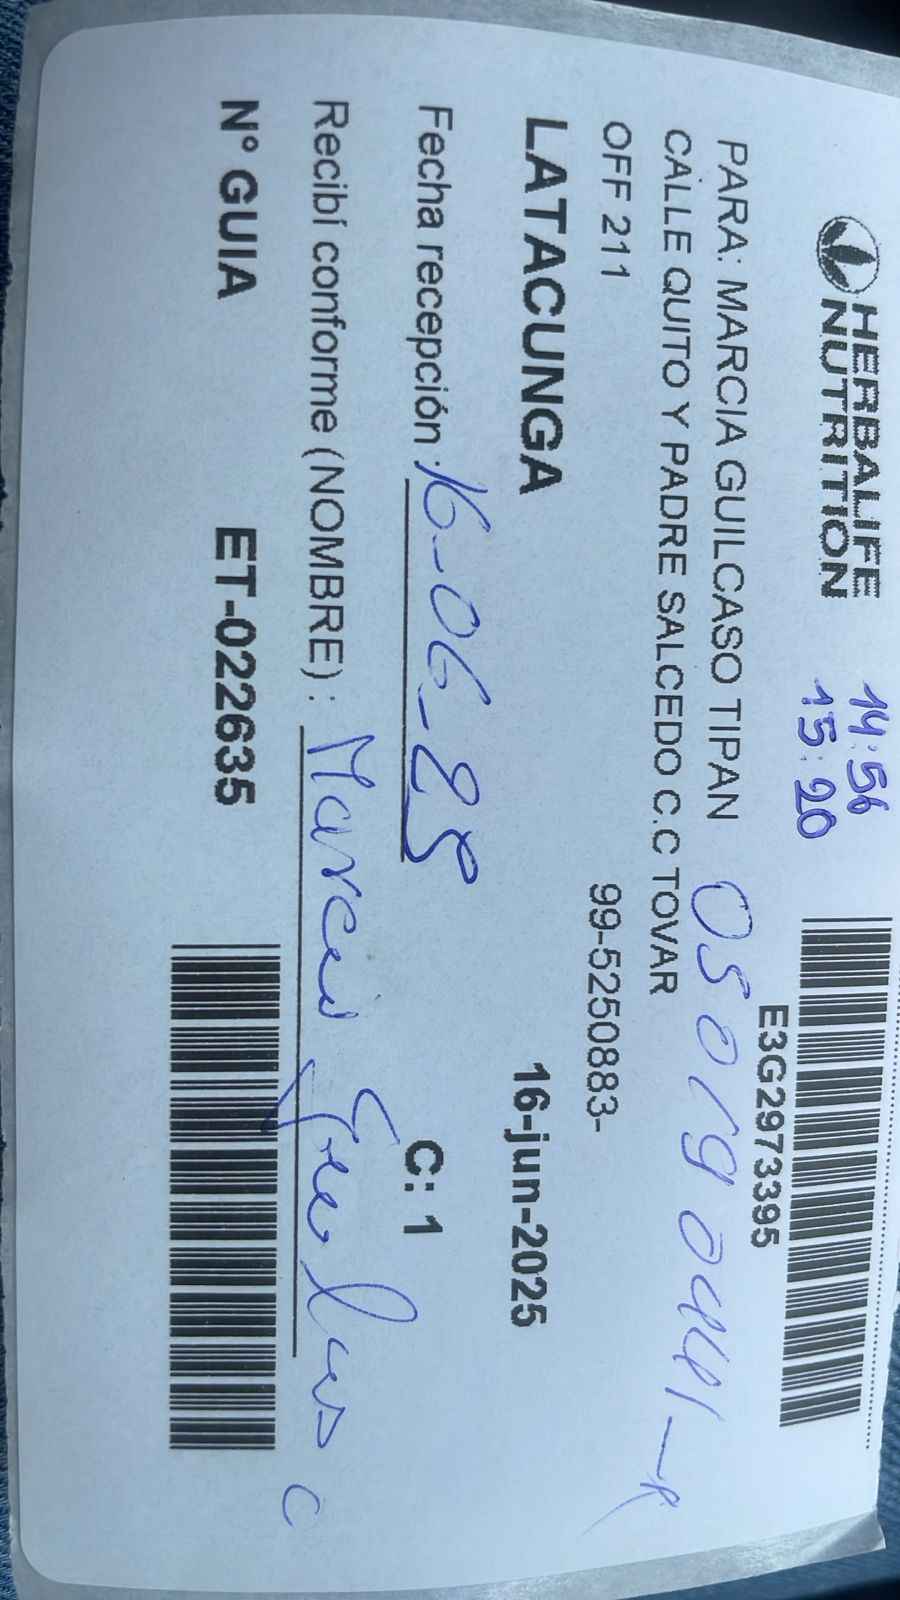 HERBALIFE
NUTRITION
14:56
15:20
E3G2973395
PARA: MARCIA GUILCASO TIPAN
CALLE QUITO Y PADRE SALCEDO C.C TOVAR
OFF 211 99-5250883-
LATACUNGA 16-jun-2025
Fecha recepción: 16-06-25 C: 1
Recibí conforme (NOMBRE) : Marcia
N° GUIA ET-022635